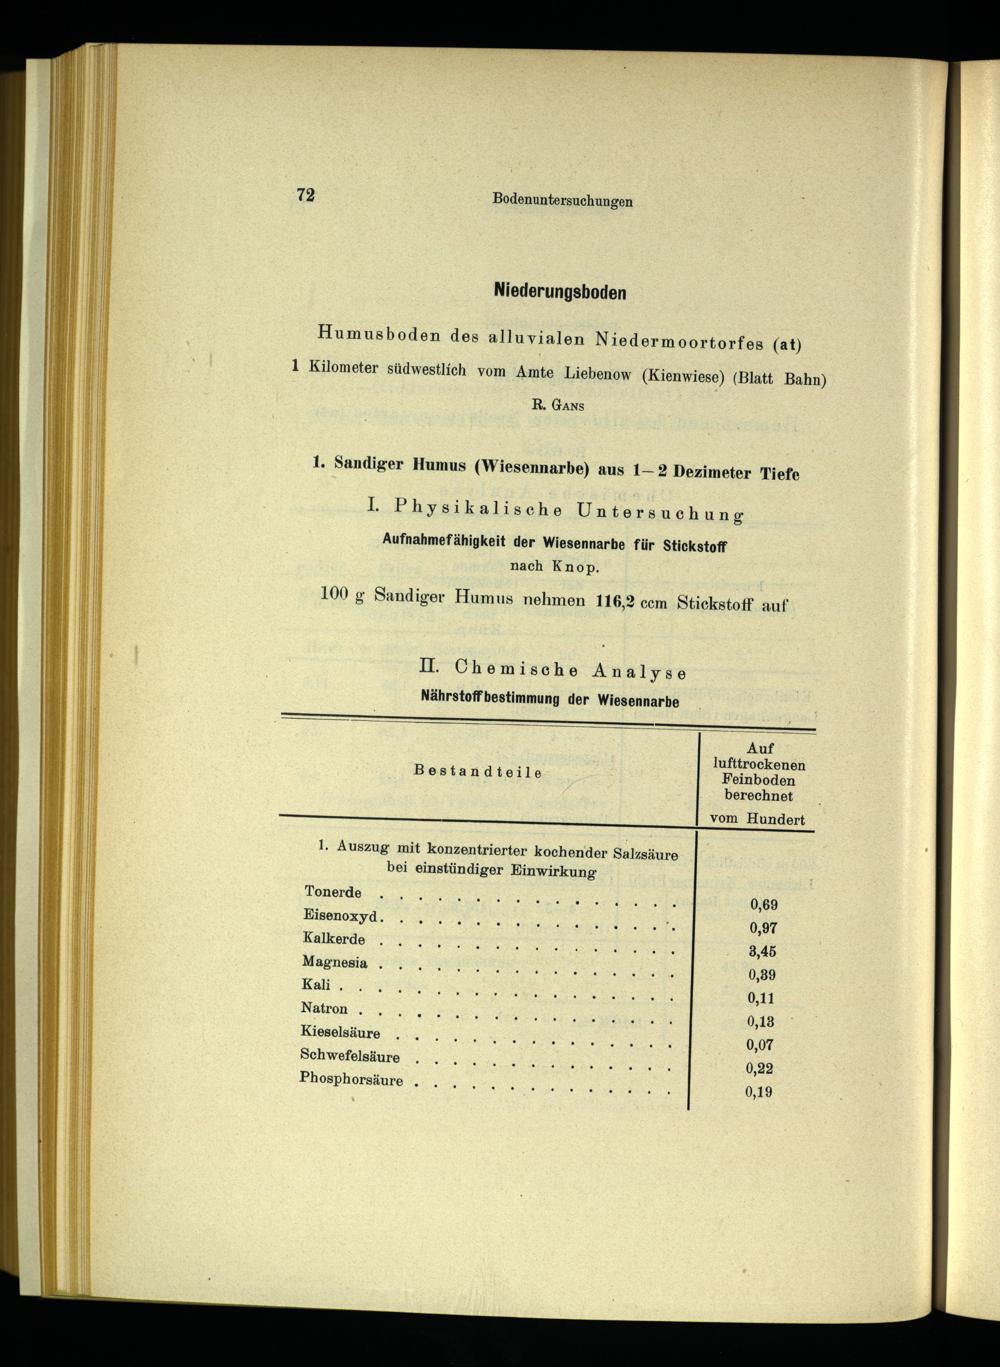 72
Bodenuntersuchungen
Niederungsboden
Humusboden des alluvialen Niedermoortorfes (at)
1 Kilometer südwestlich vom Amte Liebenow (Kienwiese) (Blatt Bahn)
R. GANS
1. Sandiger Humus (Wiesennarbe) aus 1—2 Dezimeter Tiefe
I. Physikalische Untersuchung
Aufnahmefähigkeit der Wiesennarbe für Stickstoff
nach Knop.
100 g Sandiger Humus nehmen 116,2 ccm Stickstoff auf
II. Chemische Analyse
Nährstoffbestimmung der Wiesennarbe
Bestandteile
Auf
lufttrockenen
Feinboden
berechnet
vom Hundert
1. Auszug mit konzentrierter kochender Salzsäure
bei einstündiger Einwirkung
Tonerde . . . . . . . . . . . . . . . . 0,69
Eisenoxyd . . . . . . . . . . . . . . . . 0,97
Kalkerde . . . . . . . . . . . . . . . . 3,45
Magnesia . . . . . . . . . . . . . . . . 0,39
Kali . . . . . . . . . . . . . . . . . . 0,11
Natron . . . . . . . . . . . . . . . . . 0,13
Kieselsäure . . . . . . . . . . . . . . . 0,07
Schwefelsäure . . . . . . . . . . . . . . 0,22
Phosphorsäure . . . . . . . . . . . . . . 0,19